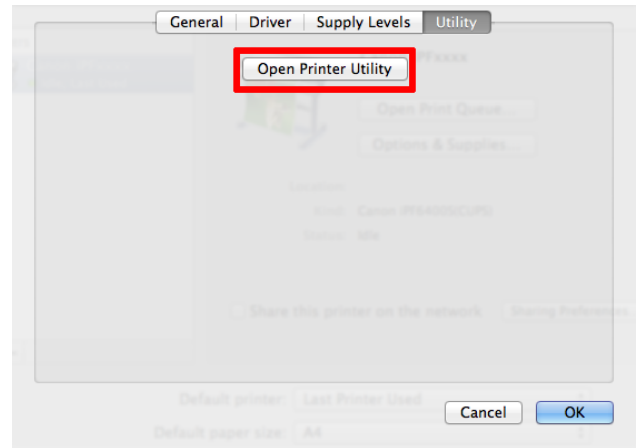 General Driver Supply Levels Utility
Open Printer Utility
PFxxxx
Open Print Queue...
Options & Supplies...
Location:
Kind: Canon iPF6400S(CUPS)
Status: Idle
Share this printer on the network Sharing Preferences
Default printer: Last Printer Used
Cancel OK
Default paper size: A4